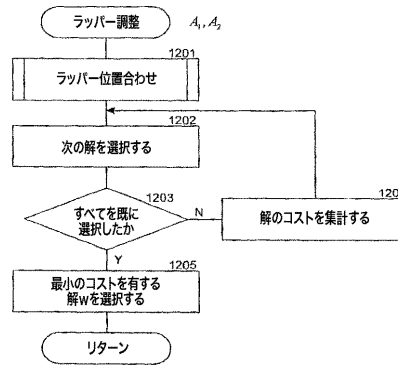 ラッパー調整
A₁, A₂
1201
ラッパー位置合わせ
1202
次の解を選択する
1203
すべてを既に
選択したか
N
解のコストを集計する
Y
1205
最小のコストを有する
解wを選択する
リターン